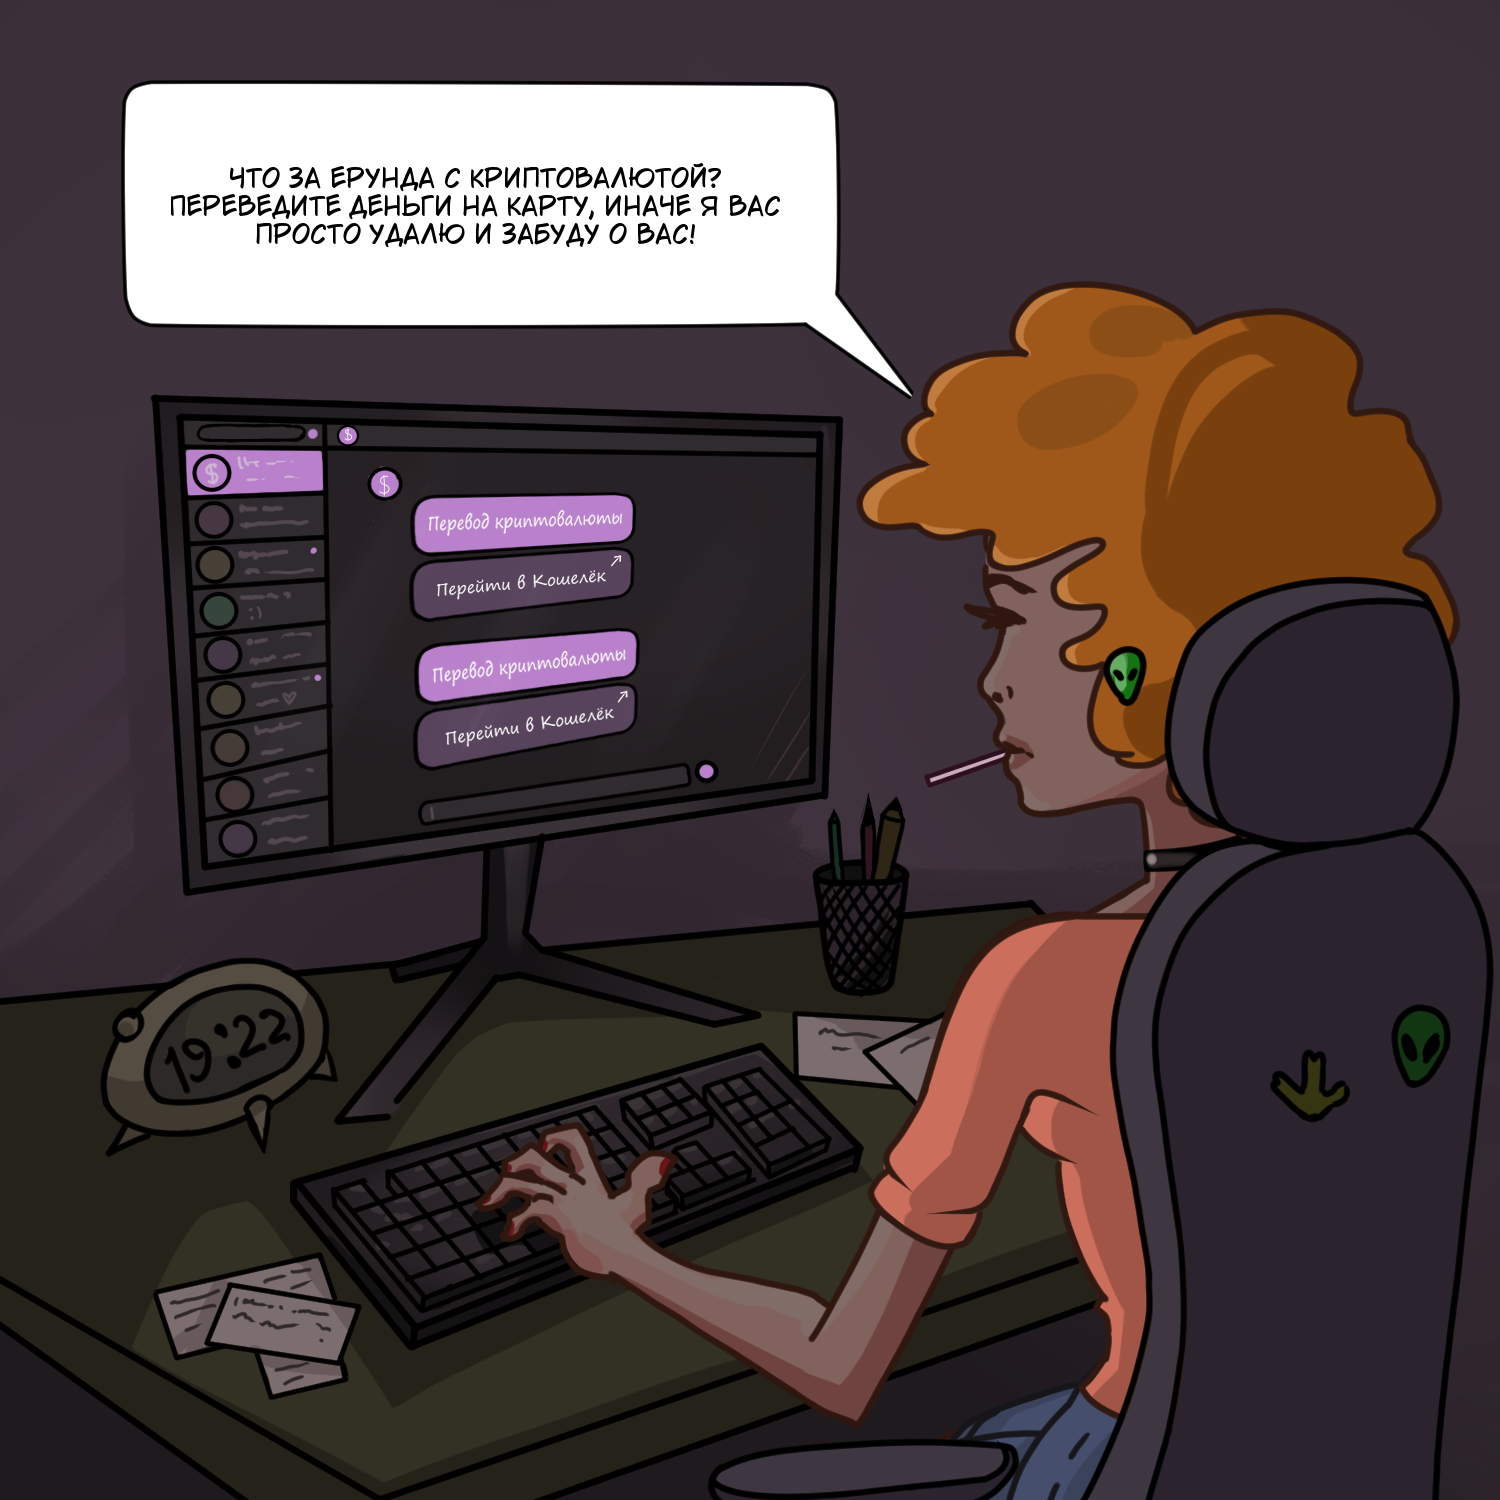 ЧТО ЗА ЕРУНДА С КРИПТОВАЛЮТОЙ?
ПЕРЕВЕДИТЕ ДЕНЬГИ НА КАРТУ, ИНАЧЕ Я ВАС
ПРОСТО УДАЛЮ И ЗАБУДУ О ВАС!
$
$
$
Перевод криптовалюты
Перейти в Кошелёк
Перевод криптовалюты
Перейти в Кошелёк
:)
19:22